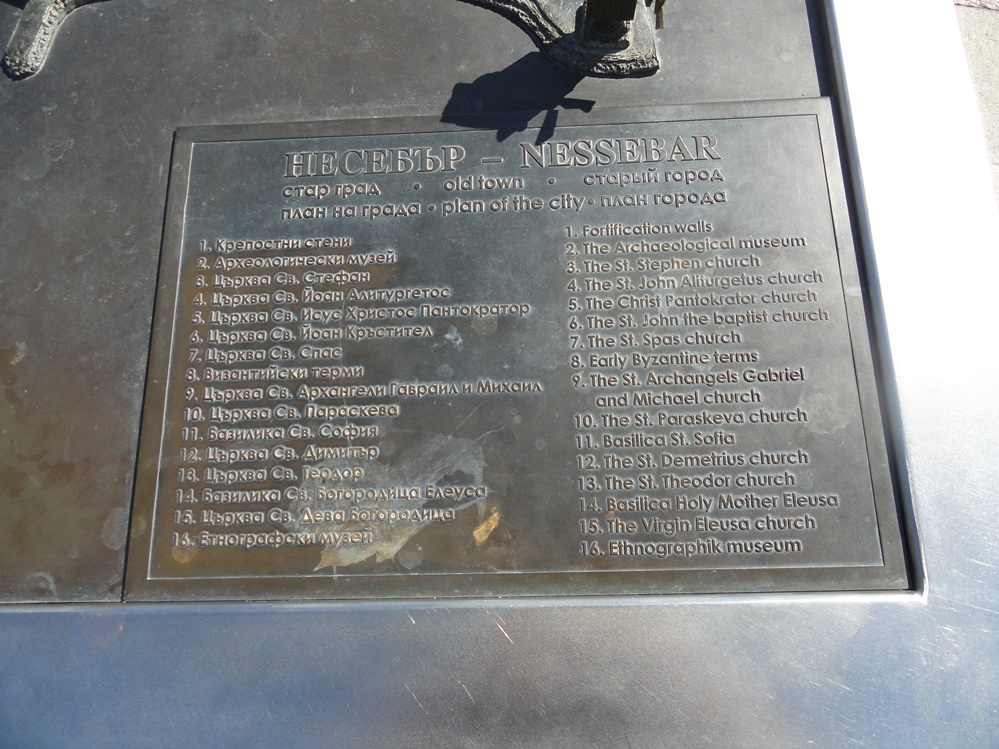 НЕСЕБЪР – NESSEBAR
стар град • old town • старый город
план на града • plan of the city • план города
1. Крепостни стени
2. Археологически музей
3. Църква Св. Стефан
4. Църква Св. Йоан Алитургетос
5. Църква Св. Исус Христос Пантократор
6. Църква Св. Йоан Кръстител
7. Църква Св. Спас
8. Византийски терми
9. Църква Св. Архангели Гавраил и Михаил
10. Църква Св. Параскева
11. Базилика Св. София
12. Църква Св. Димитър
13. Църква Св. Теодор
14. Базилика Св. Богородица Елеуса
15. Църква Св. Дева Богородица
16. Етнографски музей
1. Fortification walls
2. The Archaeological museum
3. The St. Stephen church
4. The St. John Aliturgetus church
5. The Christ Pantokrator church
6. The St. John the baptist church
7. The St. Spas church
8. Early Byzantine terms
9. The St. Archangels Gabriel
and Michael church
10. The St. Paraskeva church
11. Basilica St. Sofia
12. The St. Demetrius church
13. The St. Theodor church
14. Basilica Holy Mother Eleusa
15. The Virgin Eleusa church
16. Ethnographik museum